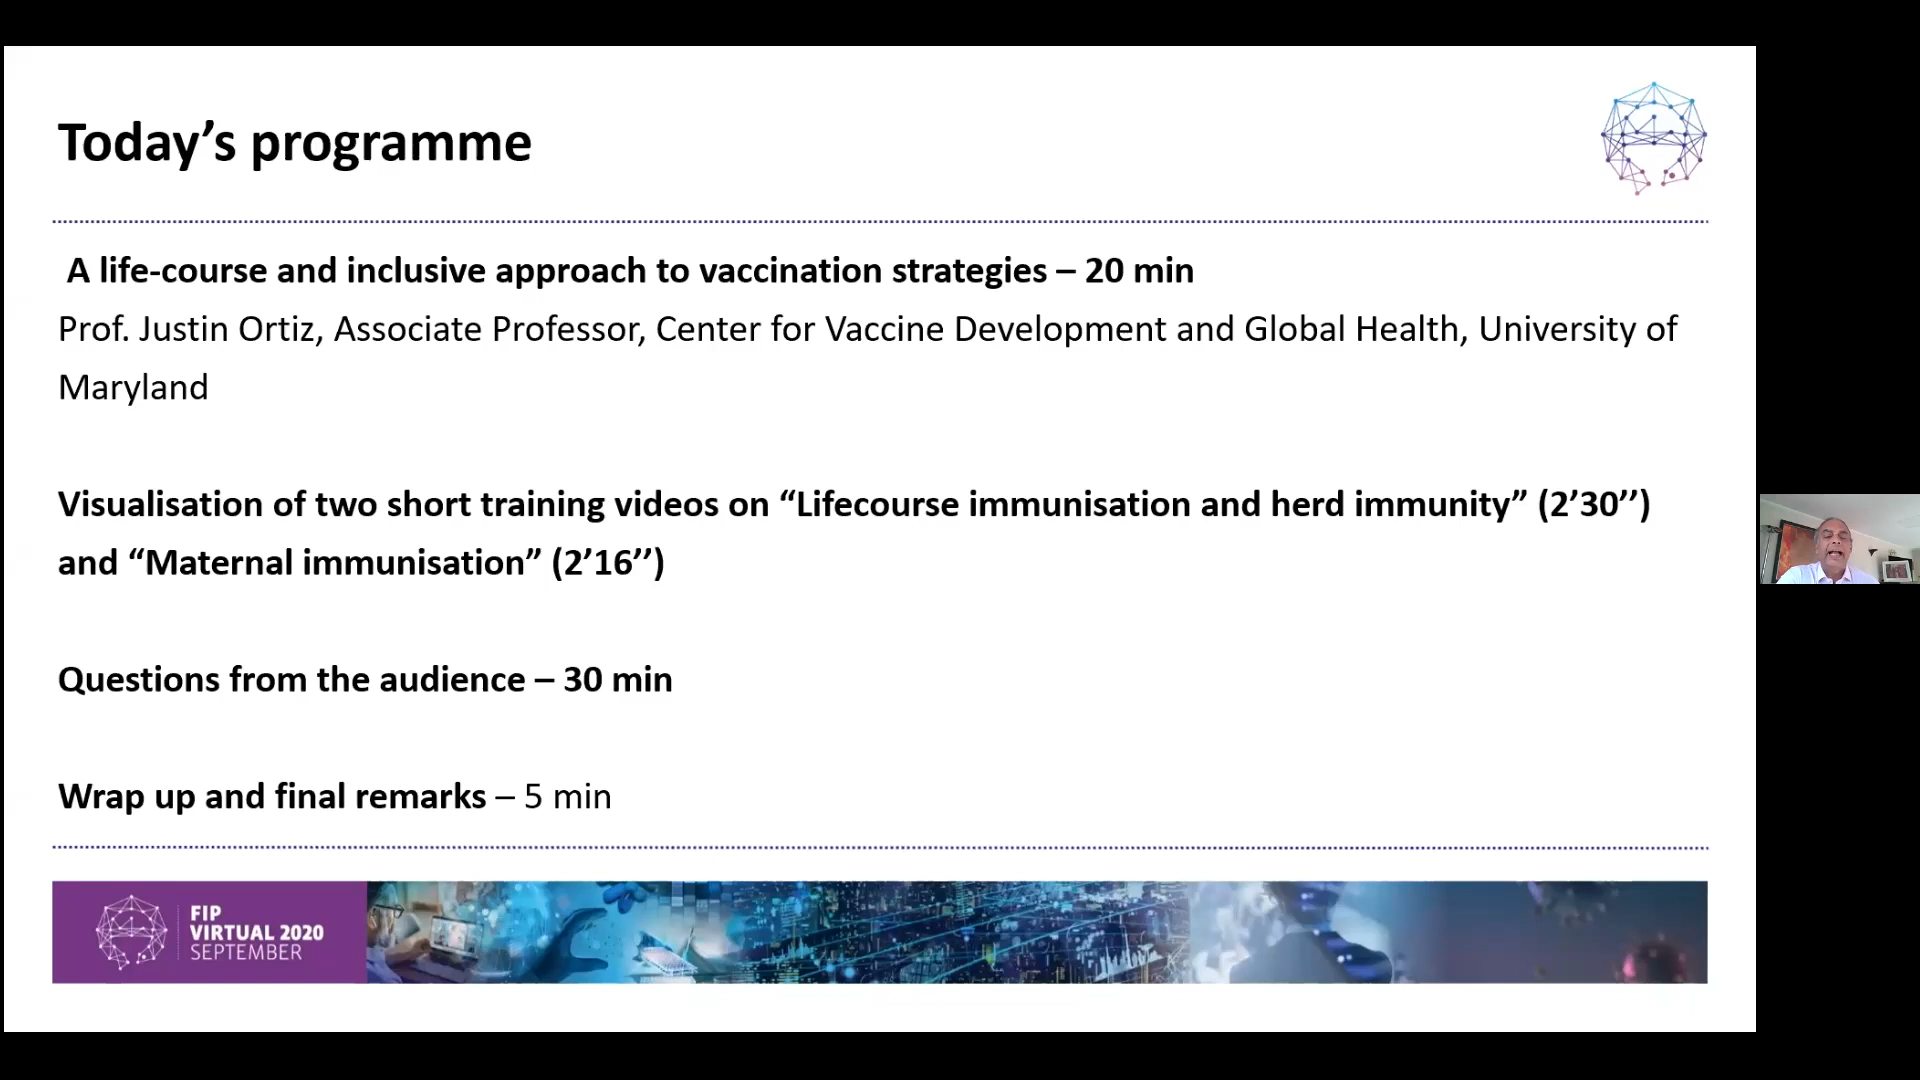 Today’s programme
A life-course and inclusive approach to vaccination strategies – 20 min
Prof. Justin Ortiz, Associate Professor, Center for Vaccine Development and Global Health, University of
Maryland
Visualisation of two short training videos on “Lifecourse immunisation and herd immunity” (2’30’’)
and “Maternal immunisation” (2’16’’)
Questions from the audience – 30 min
Wrap up and final remarks – 5 min
FIP
VIRTUAL 2020
SEPTEMBER